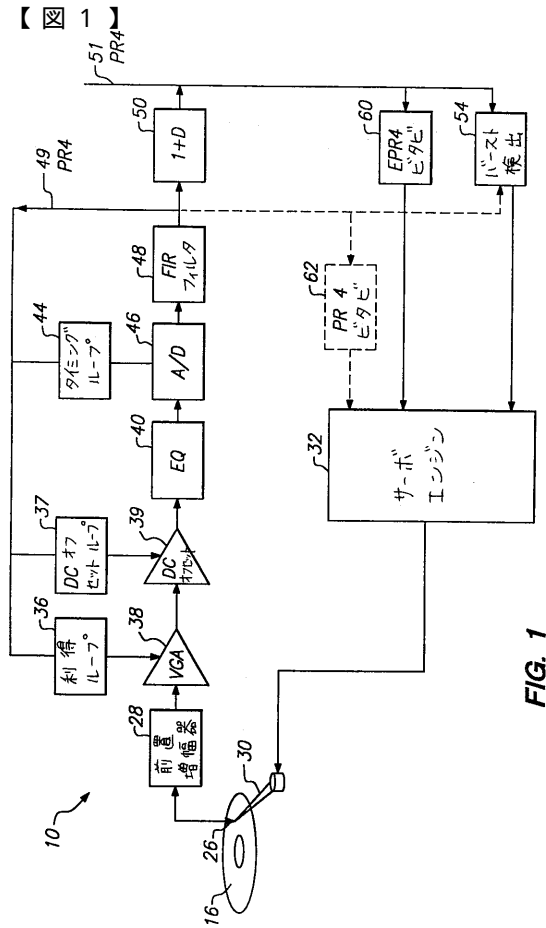 【図1】
51
PR4
50
1+D
60
EPR4
ビタビ
54
バースト
検出
49
PR4
48
FIR
フィルタ
62
PR4
ビタビ
44
タイミング
ループ
46
A/D
40
EQ
32
サーボ
エンジン
37
DCオフ
セットループ
39
DC
オフセット
36
利得
ループ
38
VGA
28
前置
増幅器
30
26
10
16
FIG. 1